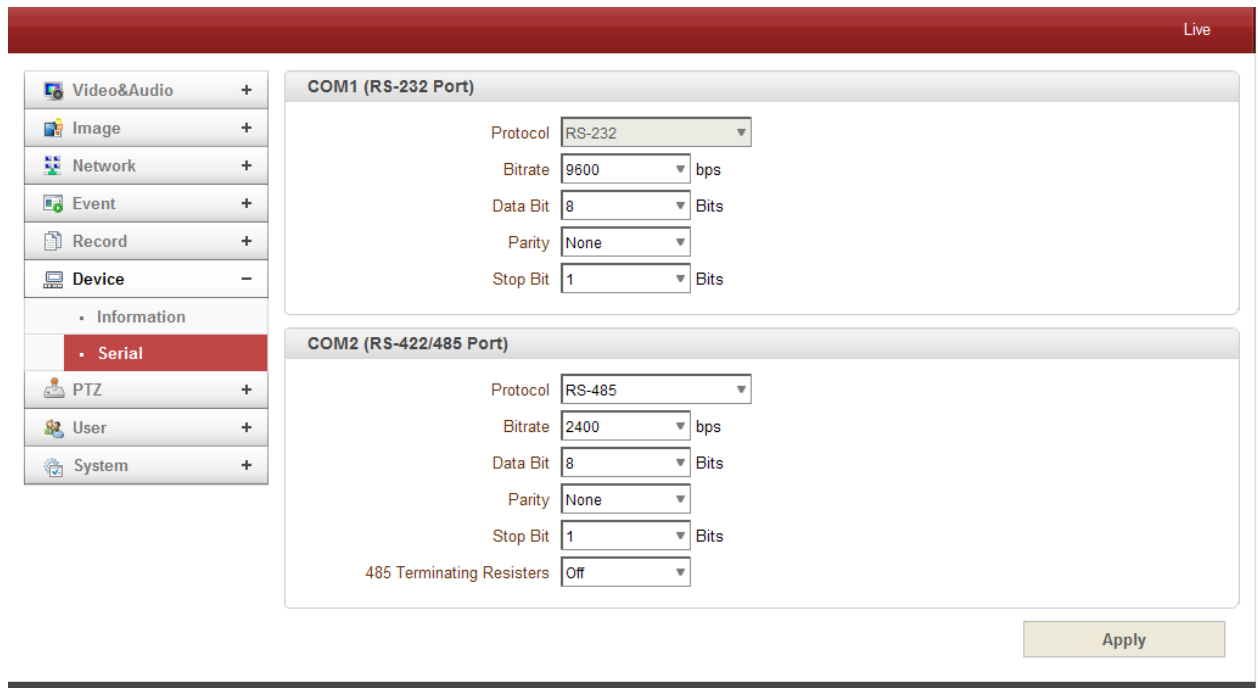 Live
Video&Audio +
Image +
Network +
Event +
Record +
Device −
Information
Serial
PTZ +
User +
System +
COM1 (RS-232 Port)
Protocol RS-232
Bitrate 9600 bps
Data Bit 8 Bits
Parity None
Stop Bit 1 Bits
COM2 (RS-422/485 Port)
Protocol RS-485
Bitrate 2400 bps
Data Bit 8 Bits
Parity None
Stop Bit 1 Bits
485 Terminating Resisters Off
Apply